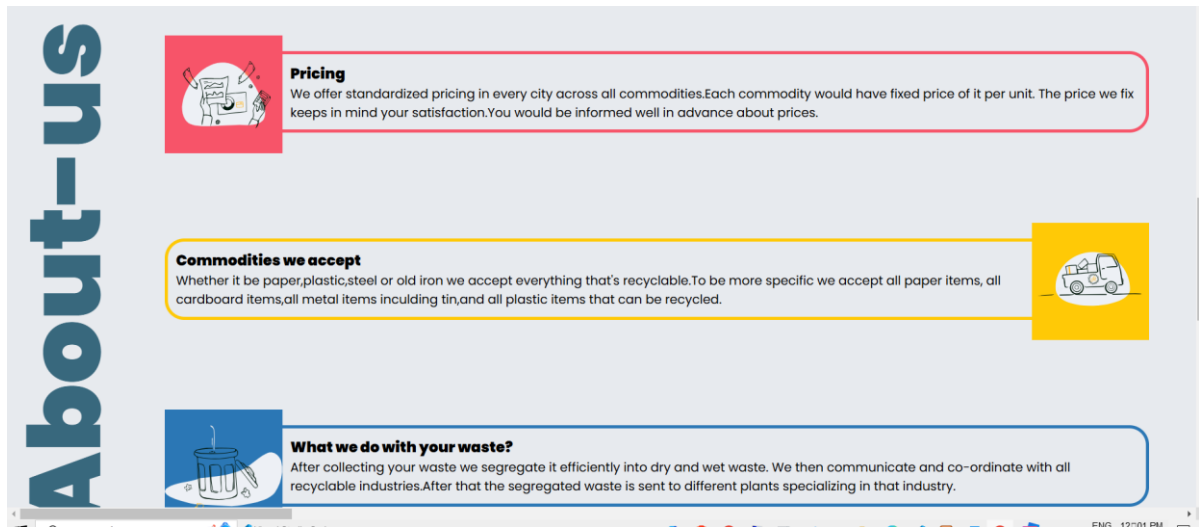 About-us
Pricing
We offer standardized pricing in every city across all commodities.Each commodity would have fixed price of it per unit. The price we fix
keeps in mind your satisfaction.You would be informed well in advance about prices.
Commodities we accept
Whether it be paper,plastic,steel or old iron we accept everything that's recyclable.To be more specific we accept all paper items, all
cardboard items,all metal items inculding tin,and all plastic items that can be recycled.
What we do with your waste?
After collecting your waste we segregate it efficiently into dry and wet waste. We then communicate and co-ordinate with all
recyclable industries.After that the segregated waste is sent to different plants specializing in that industry.
ENG 12:01 PM